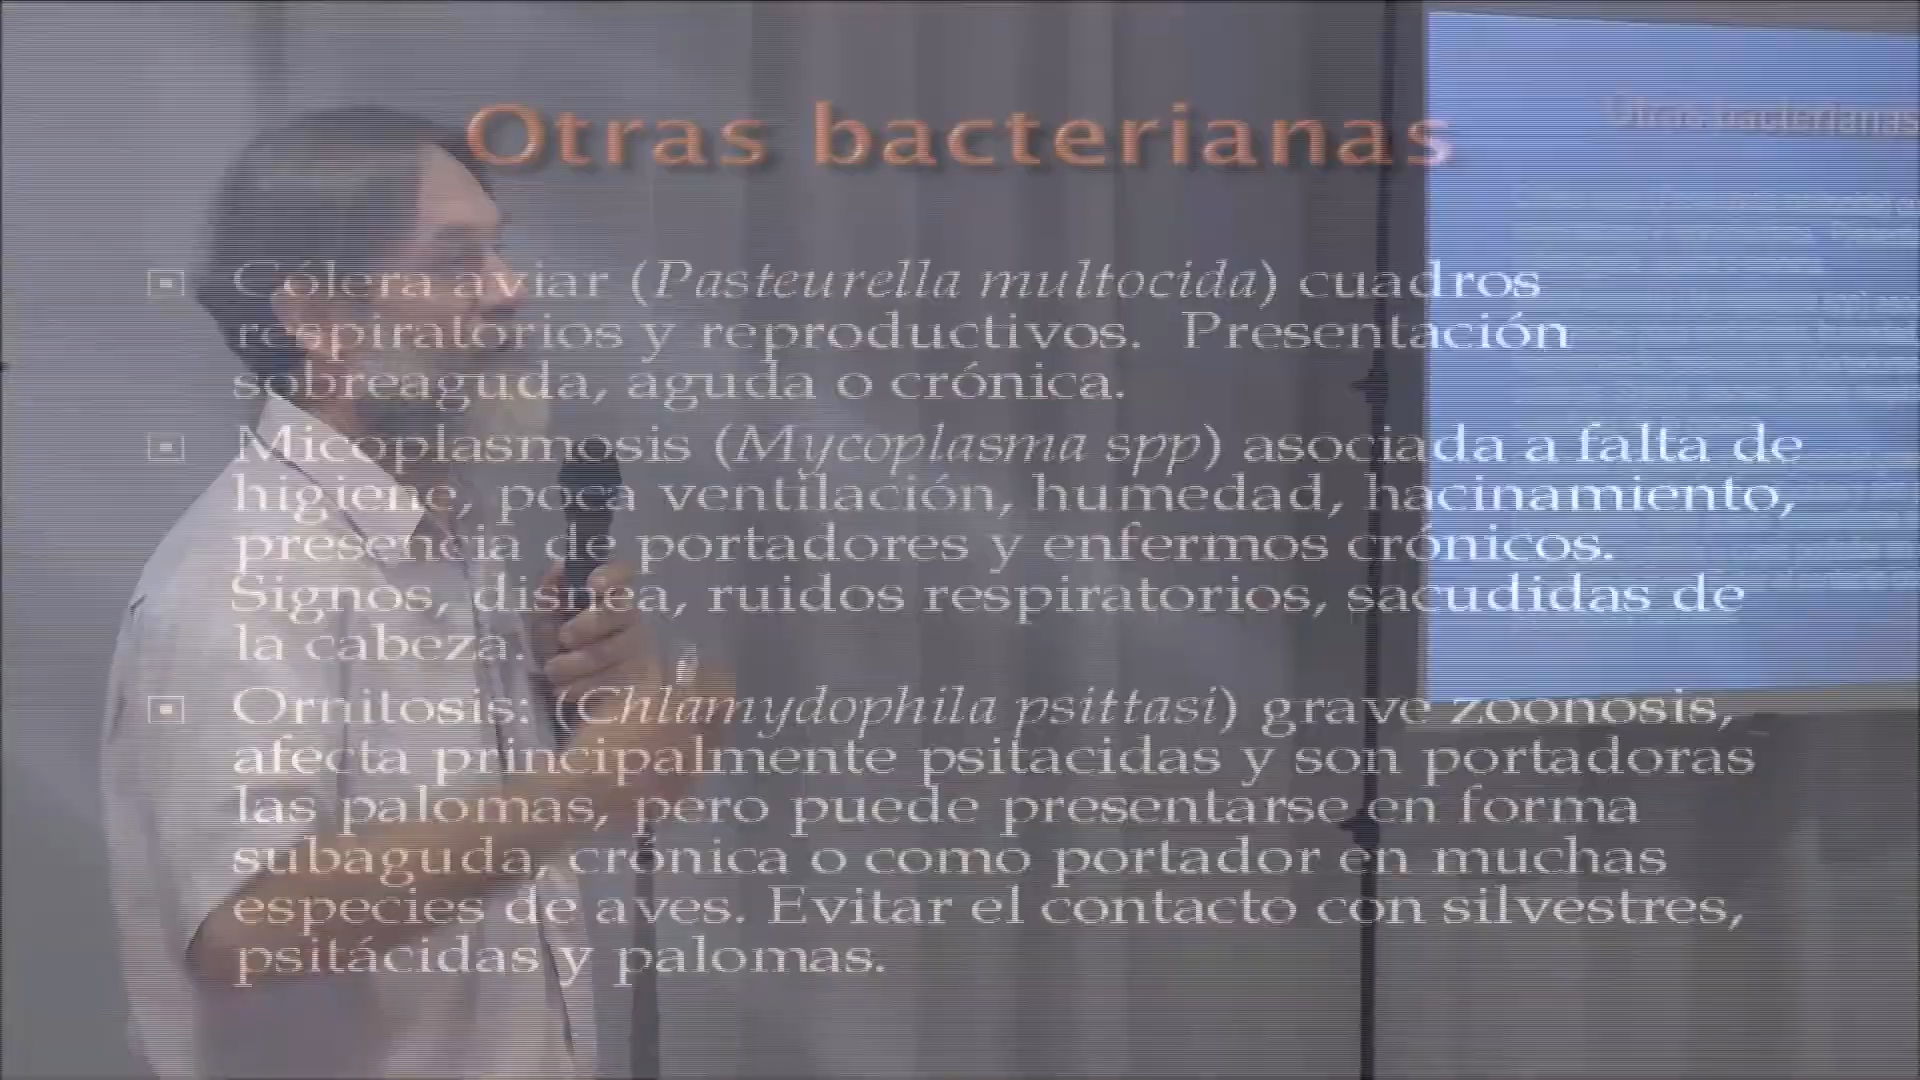 Otras bacterianas
Cólera aviar (Pasteurella multocida) cuadros
respiratorios y reproductivos. Presentación
sobreaguda, aguda o crónica.
Micoplasmosis (Mycoplasma spp) asociada a falta de
higiene, poca ventilación, humedad, hacinamiento,
presencia de portadores y enfermos crónicos.
Signos, disnea, ruidos respiratorios, sacudidas de
la cabeza.
Ornitosis: (Chlamydophila psittasi) grave zoonosis,
afecta principalmente psitacidas y son portadoras
las palomas, pero puede presentarse en forma
subaguda, crónica o como portador en muchas
especies de aves. Evitar el contacto con silvestres,
psitácidas y palomas.
Otras bacterianas